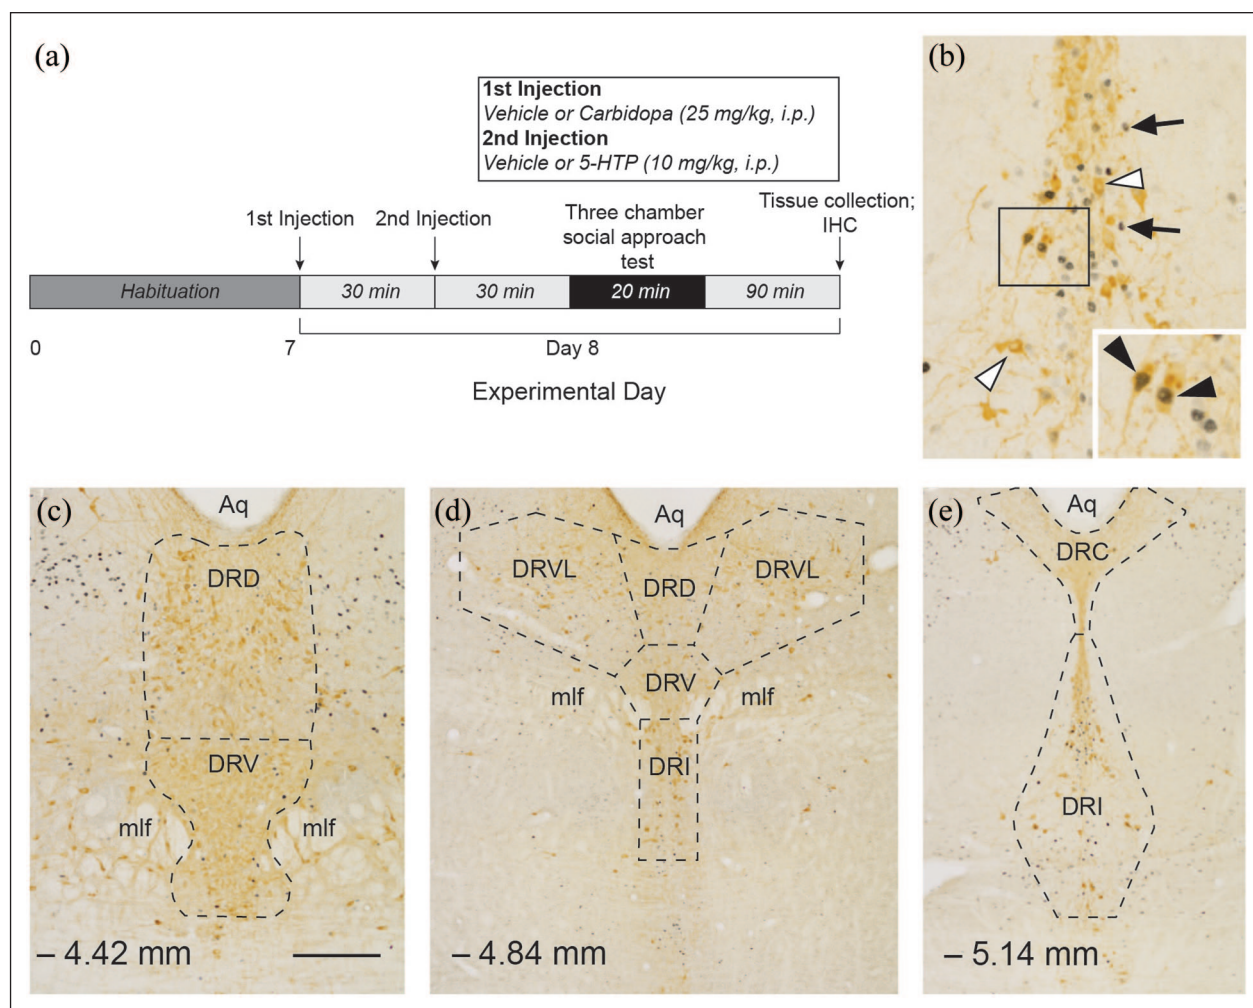 (a)
1st Injection
Vehicle or Carbidopa (25 mg/kg, i.p.)
2nd Injection
Vehicle or 5-HTP (10 mg/kg, i.p.)
1st Injection
2nd Injection
Three chamber
social approach
test
Tissue collection;
IHC
Habituation
30 min
30 min
20 min
90 min
0
7
Day 8
Experimental Day
(b)
(c)
Aq
DRD
DRV
mlf
mlf
– 4.42 mm
(d)
Aq
DRVL
DRD
DRVL
DRV
mlf
mlf
DRI
– 4.84 mm
(e)
Aq
DRC
DRI
– 5.14 mm